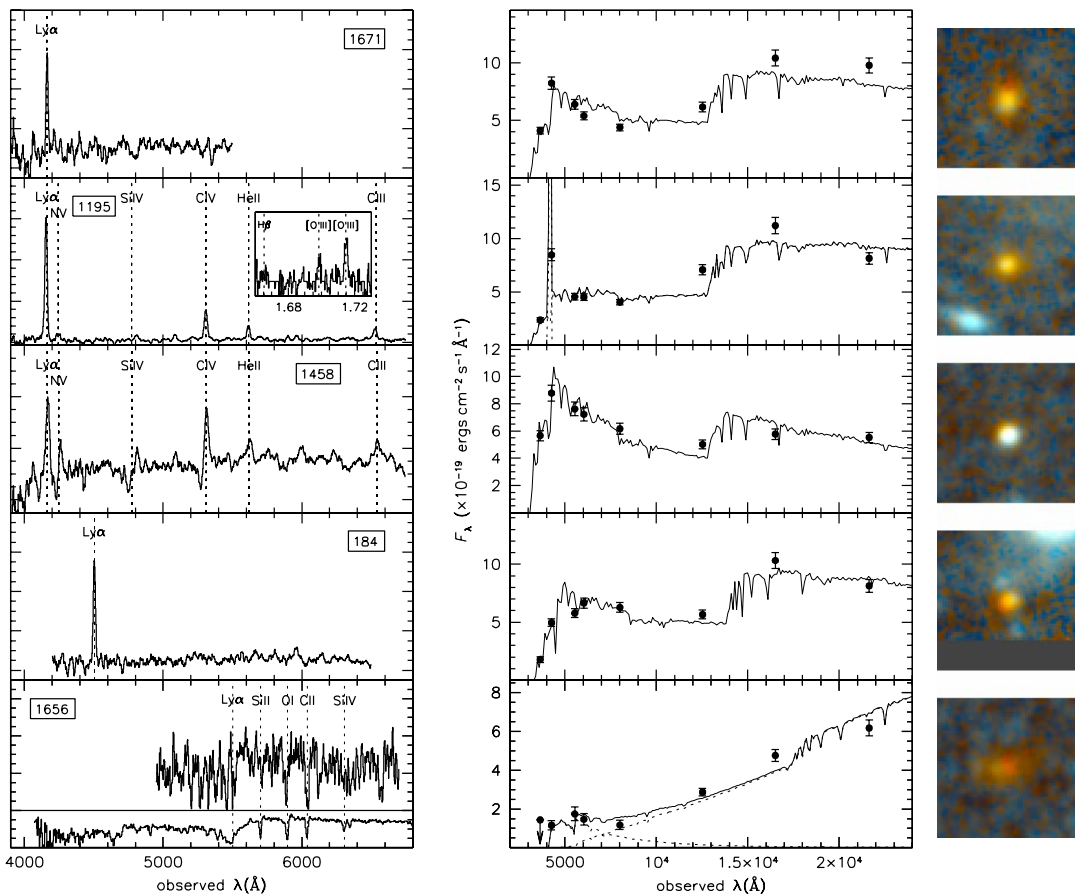 Lyα
1671
Lyα
NV
1195
SiIV
CIV
HeII
CIII
Hβ
[OIII][OIII]
1.68
1.72
Lyα
NV
SiIV
CIV
HeII
1458
CIII
Lyα
184
1656
Lyα
SiII
OI
CII
SiIV
4000
5000
6000
observed λ(Å)
10
5
15
10
5
12
10
8
6
4
2
10
5
8
6
4
2
Fλ (×10⁻¹⁹ ergs cm⁻² s⁻¹ Å⁻¹)
5000
10⁴
1.5×10⁴
2×10⁴
observed λ(Å)